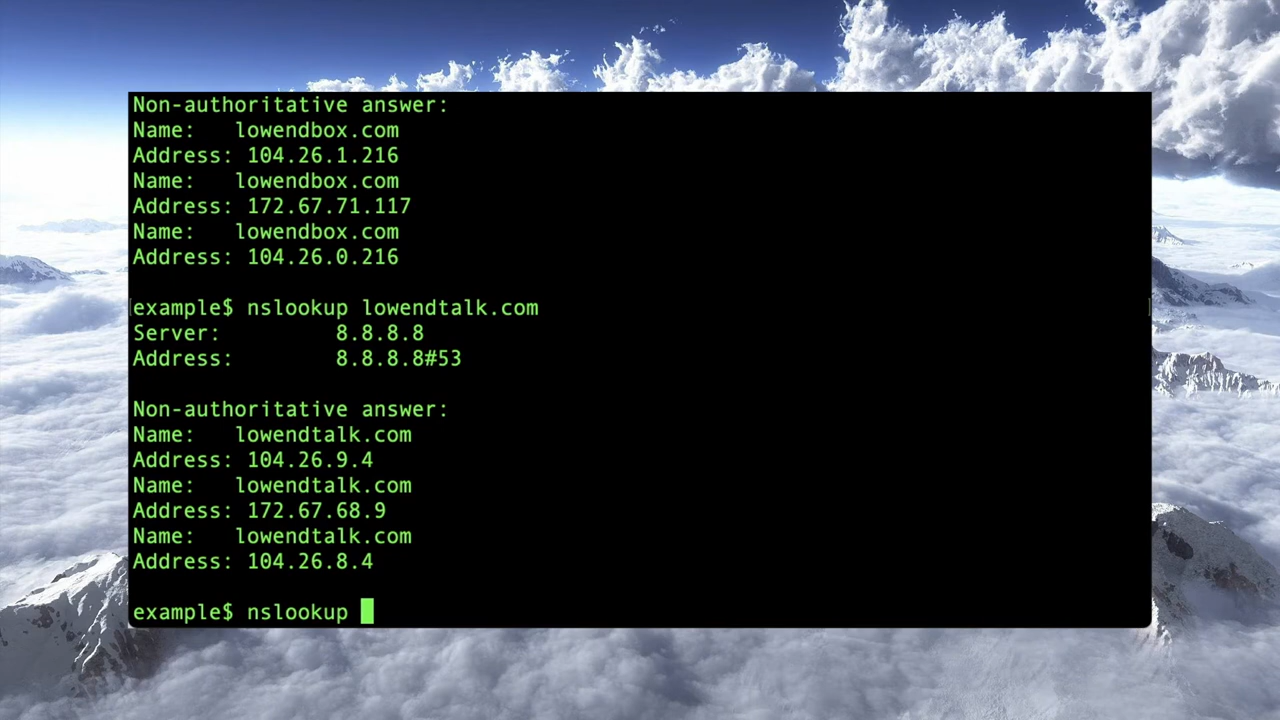 Non-authoritative answer:
Name:   lowendbox.com
Address: 104.26.1.216
Name:   lowendbox.com
Address: 172.67.71.117
Name:   lowendbox.com
Address: 104.26.0.216
example$ nslookup lowendtalk.com
Server:         8.8.8.8
Address:        8.8.8.8#53
Non-authoritative answer:
Name:   lowendtalk.com
Address: 104.26.9.4
Name:   lowendtalk.com
Address: 172.67.68.9
Name:   lowendtalk.com
Address: 104.26.8.4
example$ nslookup